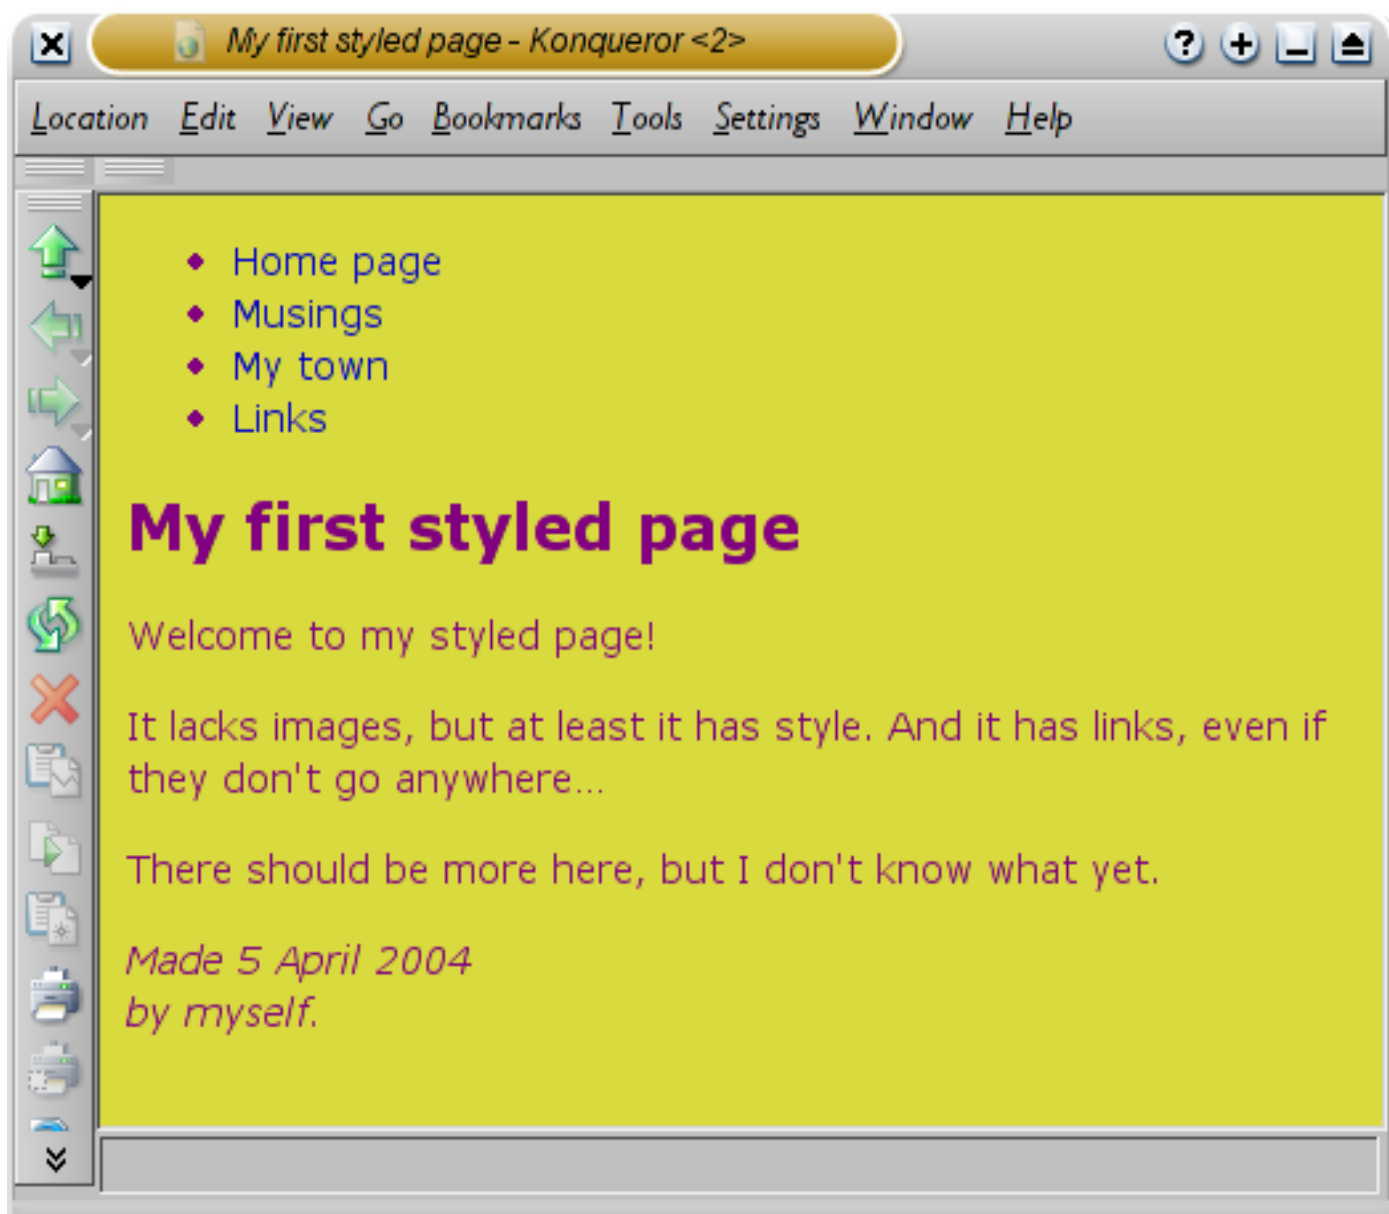 My first styled page - Konqueror <2>
Location Edit View Go Bookmarks Tools Settings Window Help
Home page
Musings
My town
Links
My first styled page
Welcome to my styled page!
It lacks images, but at least it has style. And it has links, even if
they don't go anywhere...
There should be more here, but I don't know what yet.
Made 5 April 2004
by myself.